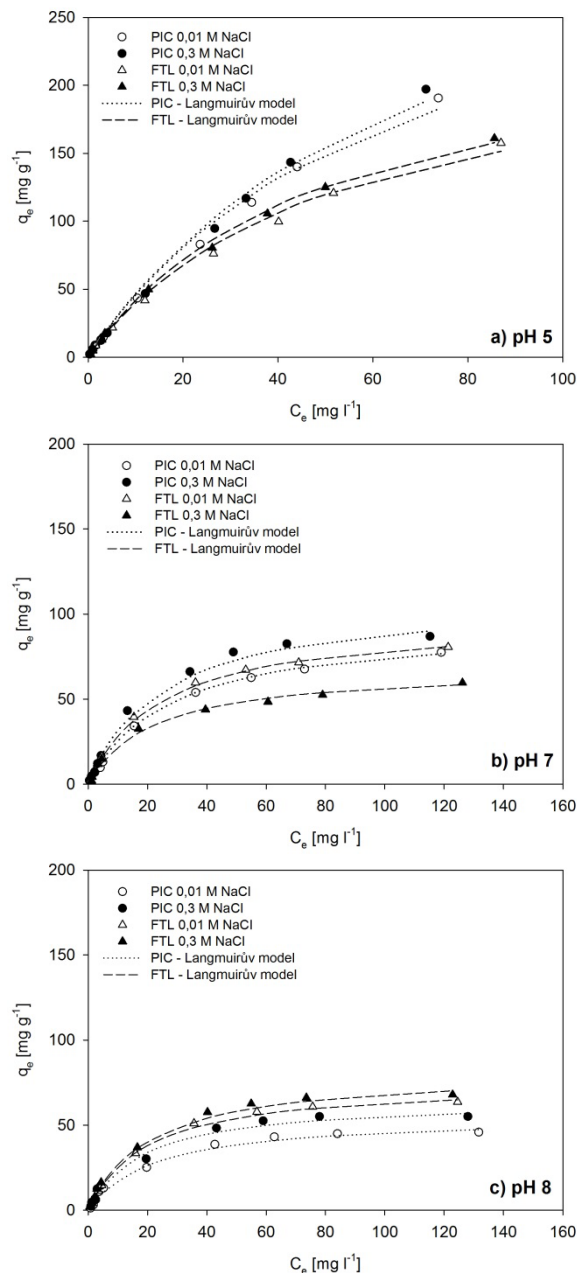 250
200
150
100
50
0
qₑ [mg g⁻¹]
PIC 0,01 M NaCl
PIC 0,3 M NaCl
FTL 0,01 M NaCl
FTL 0,3 M NaCl
PIC - Langmuirův model
FTL - Langmuirův model
a) pH 5
0 20 40 60 80 100
Cₑ [mg l⁻¹]
200
150
100
50
0
qₑ [mg g⁻¹]
PIC 0,01 M NaCl
PIC 0,3 M NaCl
FTL 0,01 M NaCl
FTL 0,3 M NaCl
PIC - Langmuirův model
FTL - Langmuirův model
b) pH 7
0 20 40 60 80 100 120 140 160
Cₑ [mg l⁻¹]
200
150
100
50
0
qₑ [mg g⁻¹]
PIC 0,01 M NaCl
PIC 0,3 M NaCl
FTL 0,01 M NaCl
FTL 0,3 M NaCl
PIC - Langmuirův model
FTL - Langmuirův model
c) pH 8
0 20 40 60 80 100 120 140 160
Cₑ [mg l⁻¹]